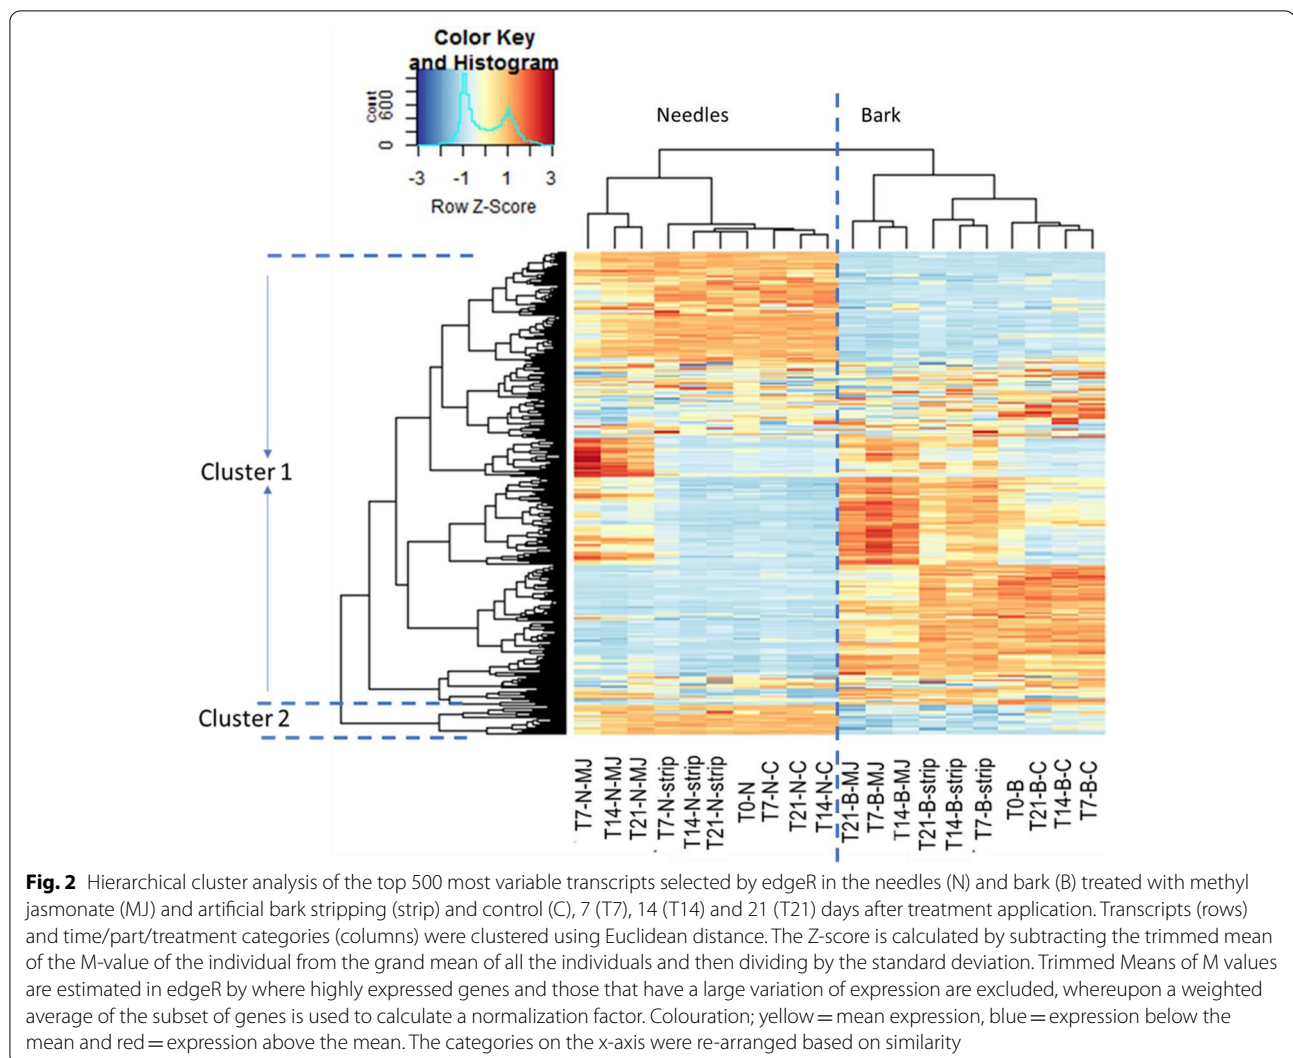 Color Key
and Histogram
Count
0 600
-3 -1 1 3
Row Z-Score
Needles Bark
Cluster 1
Cluster 2
T7-N-MJ
T14-N-MJ
T21-N-MJ
T7-N-strip
T14-N-strip
T21-N-strip
T0-N
T7-N-C
T21-N-C
T14-N-C
T21-B-MJ
T7-B-MJ
T14-B-MJ
T21-B-strip
T14-B-strip
T7-B-strip
T0-B
T21-B-C
T14-B-C
T7-B-C
Fig. 2 Hierarchical cluster analysis of the top 500 most variable transcripts selected by edgeR in the needles (N) and bark (B) treated with methyl
jasmonate (MJ) and artificial bark stripping (strip) and control (C), 7 (T7), 14 (T14) and 21 (T21) days after treatment application. Transcripts (rows)
and time/part/treatment categories (columns) were clustered using Euclidean distance. The Z-score is calculated by subtracting the trimmed mean
of the M-value of the individual from the grand mean of all the individuals and then dividing by the standard deviation. Trimmed Means of M values
are estimated in edgeR by where highly expressed genes and those that have a large variation of expression are excluded, whereupon a weighted
average of the subset of genes is used to calculate a normalization factor. Colouration; yellow = mean expression, blue = expression below the
mean and red = expression above the mean. The categories on the x-axis were re-arranged based on similarity